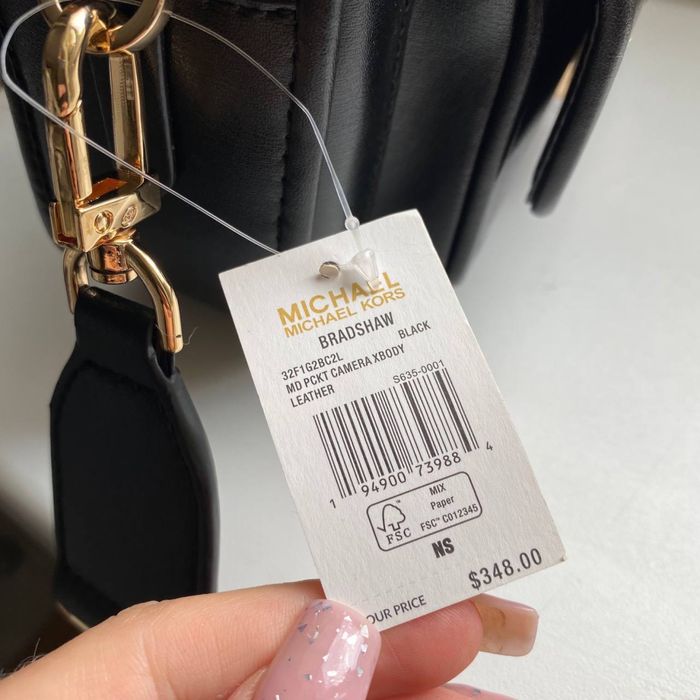 MICHAEL
MICHAEL KORS
BRADSHAW
32F1G2BC2L BLACK
MD PCKT CAMERA XBODY
LEATHER S635-0001
1 94900 73988 4
FSC
MIX
Paper
FSC™ C012345
NS
$348.00
OUR PRICE